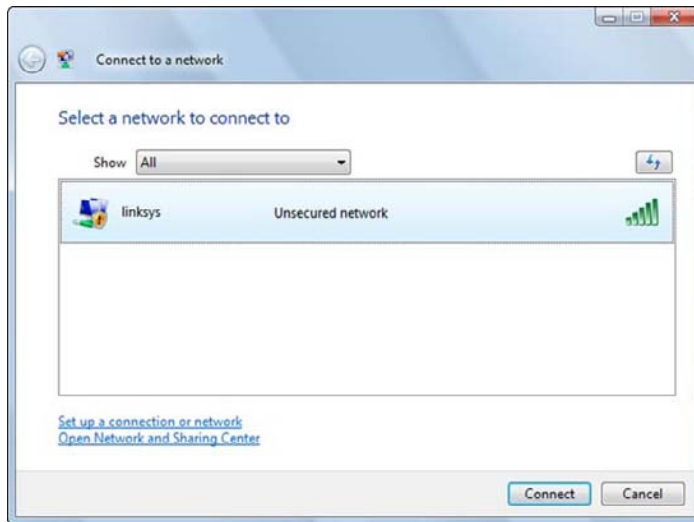 Connect to a network
Select a network to connect to
Show All
linksys Unsecured network
Set up a connection or network
Open Network and Sharing Center
Connect Cancel